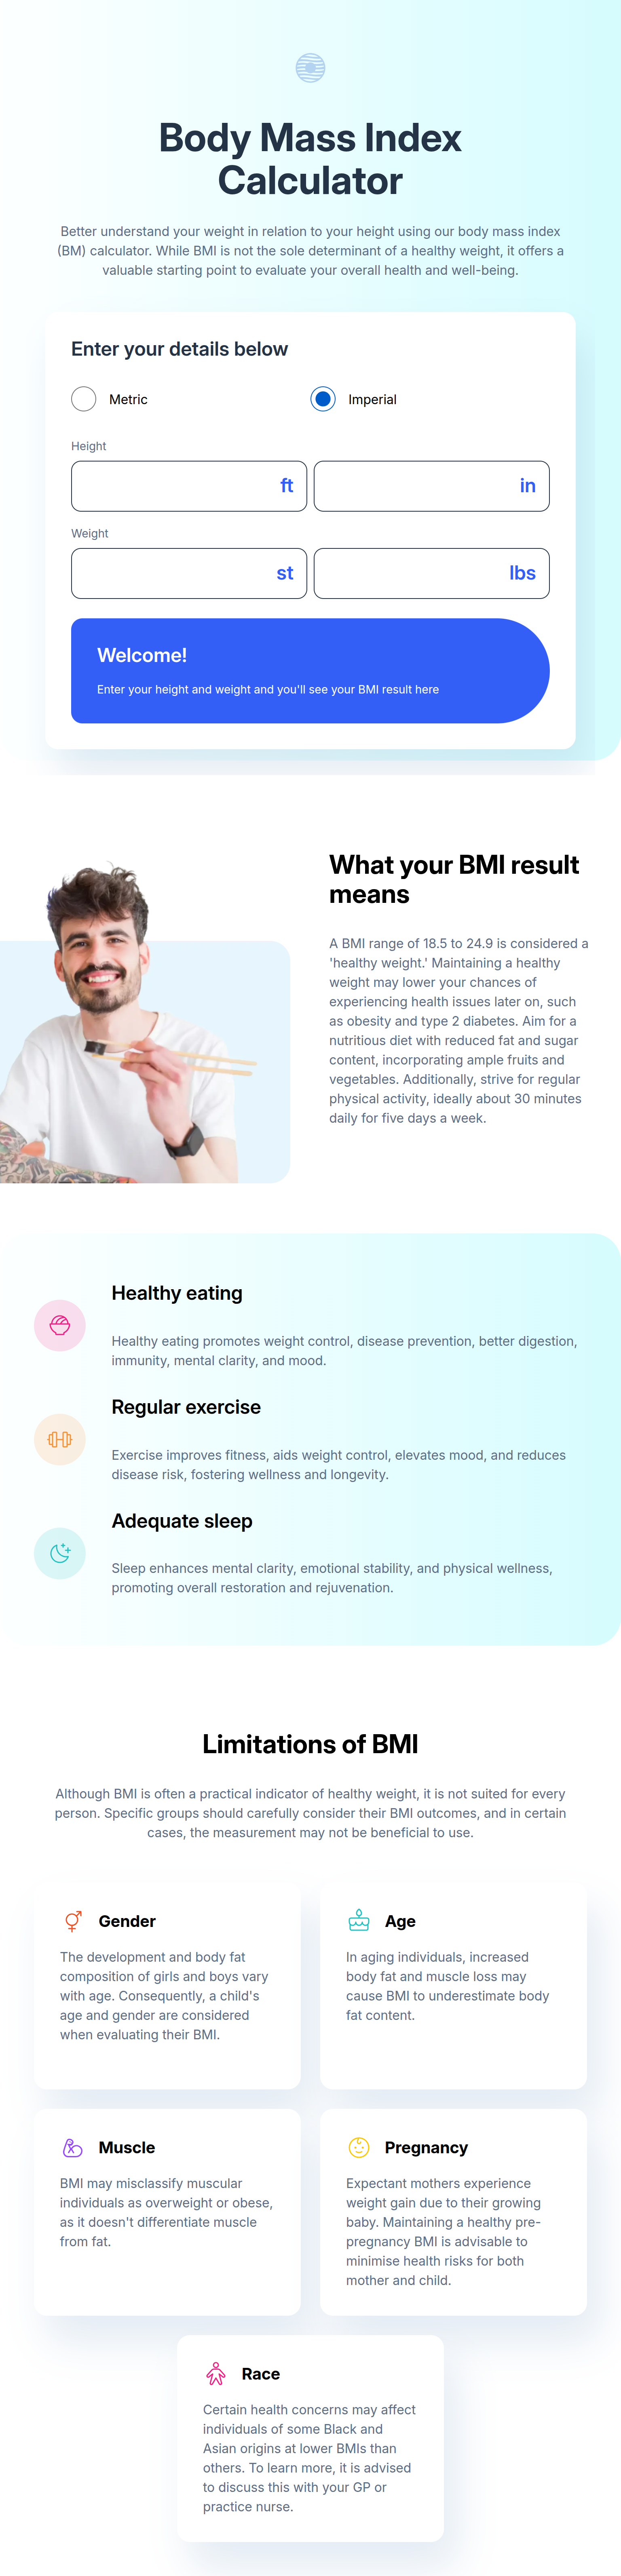 Body Mass Index
Calculator
Better understand your weight in relation to your height using our body mass index
(BM) calculator. While BMI is not the sole determinant of a healthy weight, it offers a
valuable starting point to evaluate your overall health and well-being.
Enter your details below
Metric
Imperial
Height
ft
in
Weight
st
lbs
Welcome!
Enter your height and weight and you'll see your BMI result here
What your BMI result
means
A BMI range of 18.5 to 24.9 is considered a
'healthy weight.' Maintaining a healthy
weight may lower your chances of
experiencing health issues later on, such
as obesity and type 2 diabetes. Aim for a
nutritious diet with reduced fat and sugar
content, incorporating ample fruits and
vegetables. Additionally, strive for regular
physical activity, ideally about 30 minutes
daily for five days a week.
Healthy eating
Healthy eating promotes weight control, disease prevention, better digestion,
immunity, mental clarity, and mood.
Regular exercise
Exercise improves fitness, aids weight control, elevates mood, and reduces
disease risk, fostering wellness and longevity.
Adequate sleep
Sleep enhances mental clarity, emotional stability, and physical wellness,
promoting overall restoration and rejuvenation.
Limitations of BMI
Although BMI is often a practical indicator of healthy weight, it is not suited for every
person. Specific groups should carefully consider their BMI outcomes, and in certain
cases, the measurement may not be beneficial to use.
Gender
The development and body fat
composition of girls and boys vary
with age. Consequently, a child's
age and gender are considered
when evaluating their BMI.
Age
In aging individuals, increased
body fat and muscle loss may
cause BMI to underestimate body
fat content.
Muscle
BMI may misclassify muscular
individuals as overweight or obese,
as it doesn't differentiate muscle
from fat.
Pregnancy
Expectant mothers experience
weight gain due to their growing
baby. Maintaining a healthy pre-
pregnancy BMI is advisable to
minimise health risks for both
mother and child.
Race
Certain health concerns may affect
individuals of some Black and
Asian origins at lower BMIs than
others. To learn more, it is advised
to discuss this with your GP or
practice nurse.